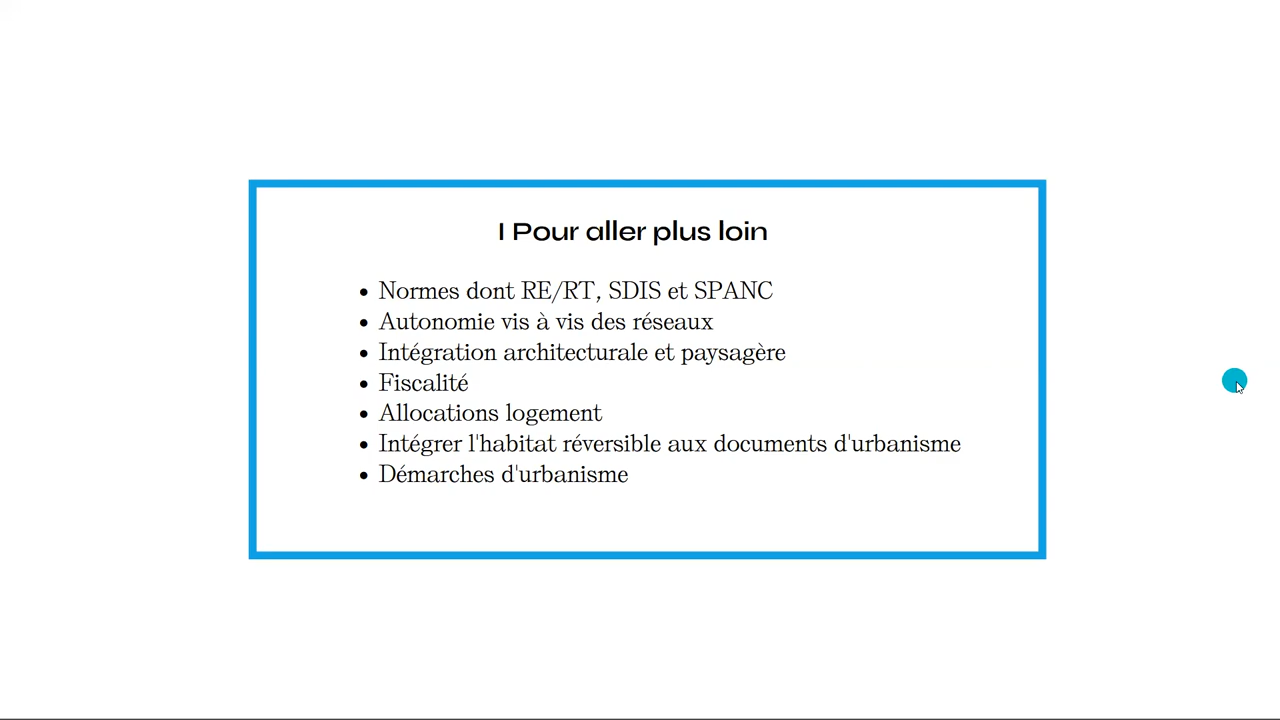 I Pour aller plus loin
• Normes dont RE/RT, SDIS et SPANC
• Autonomie vis à vis des réseaux
• Intégration architecturale et paysagère
• Fiscalité
• Allocations logement
• Intégrer l'habitat réversible aux documents d'urbanisme
• Démarches d'urbanisme